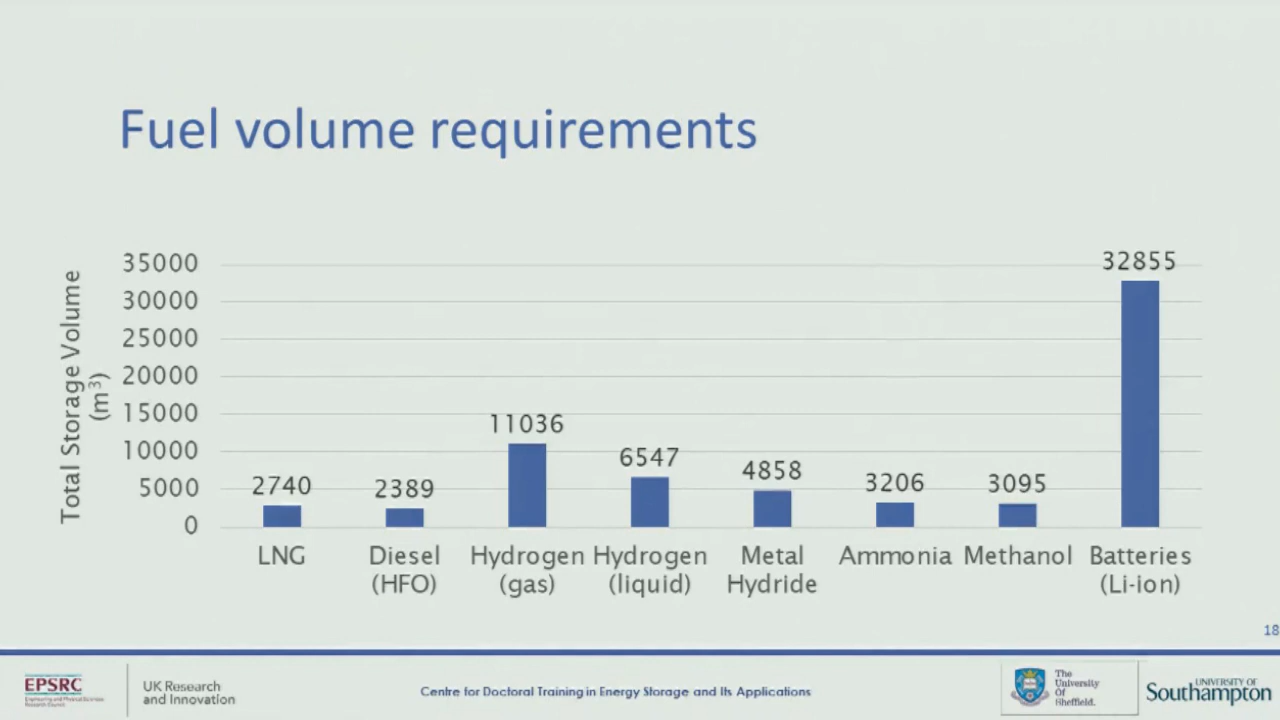 Fuel volume requirements
Total Storage Volume
(m³)
35000
30000
25000
20000
15000
10000
5000
0
2740
2389
11036
6547
4858
3206
3095
32855
LNG
Diesel
(HFO)
Hydrogen
(gas)
Hydrogen
(liquid)
Metal
Hydride
Ammonia
Methanol
Batteries
(Li-ion)
18
EPSRC
Engineering and Physical Sciences
Research Council
UK Research
and Innovation
Centre for Doctoral Training in Energy Storage and Its Applications
The
University
Of
Sheffield.
UNIVERSITY OF
Southampton